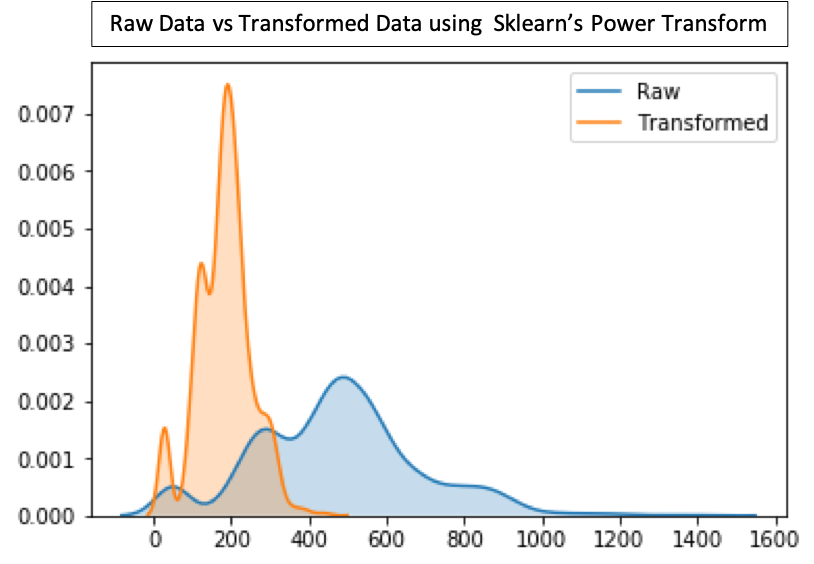 Raw Data vs Transformed Data using Sklearn’s Power Transform
Raw
Transformed
0.007
0.006
0.005
0.004
0.003
0.002
0.001
0.000
0 200 400 600 800 1000 1200 1400 1600